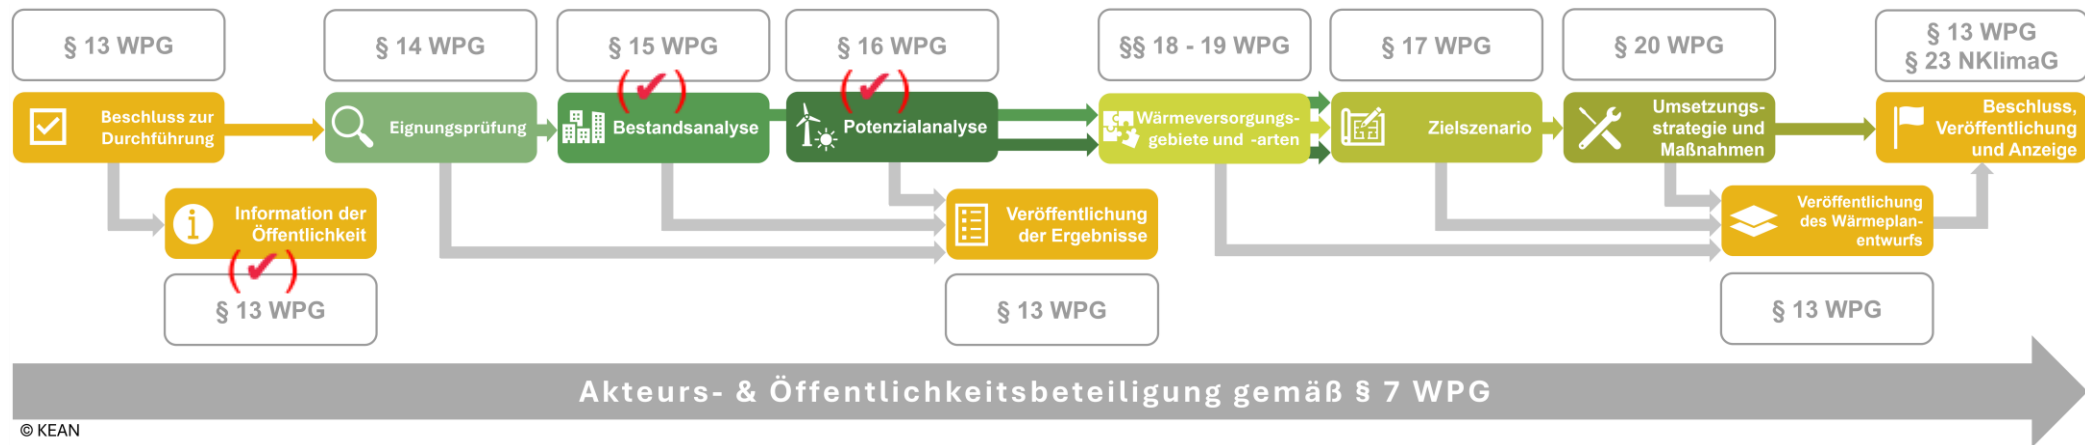 § 13 WPG
§ 14 WPG
§ 15 WPG
§ 16 WPG
§§ 18 - 19 WPG
§ 17 WPG
§ 20 WPG
§ 13 WPG
§ 23 NKlimaG
Beschluss zur
Durchführung
Eignungsprüfung
Bestandsanalyse
Potenzialanalyse
Wärmeversorgungs-
gebiete und -arten
Zielszenario
Umsetzungs-
strategie und
Maßnahmen
Beschluss,
Veröffentlichung
und Anzeige
Information der
Öffentlichkeit
Veröffentlichung
der Ergebnisse
Veröffentlichung
des Wärmeplan-
entwurfs
§ 13 WPG
§ 13 WPG
§ 13 WPG
Akteurs- & Öffentlichkeitsbeteiligung gemäß § 7 WPG
© KEAN